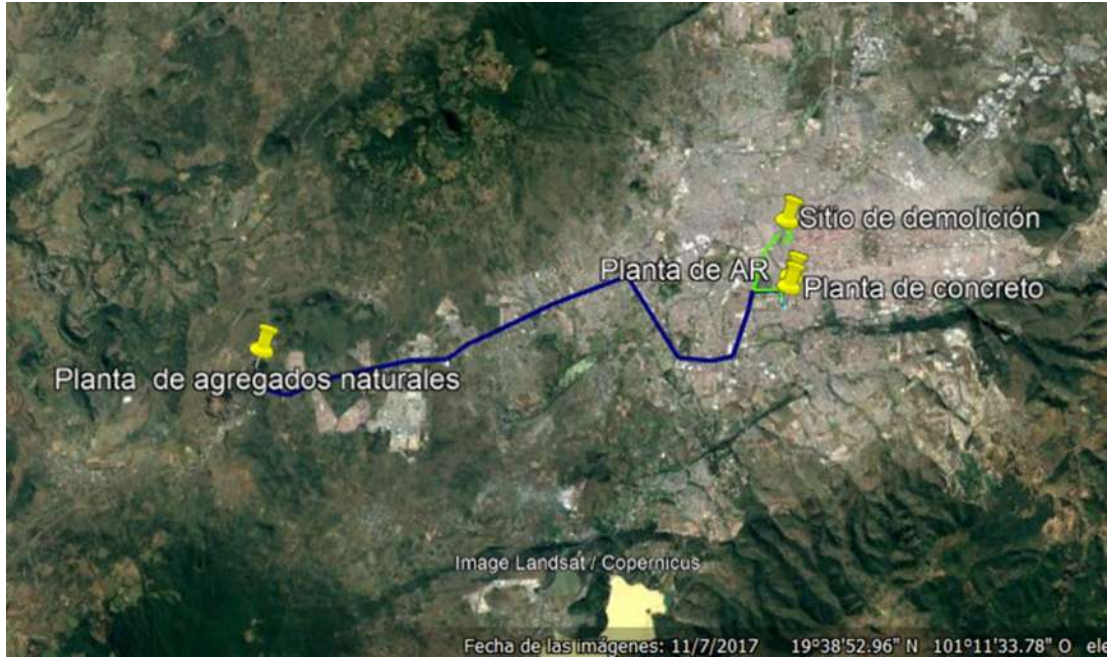 Sitio de demolición
Planta de AR
Planta de concreto
Planta  de agregados naturales
Image Landsat / Copernicus
Fecha de las imágenes: 11/7/2017 19°38'52.96" N 101°11'33.78" O ele